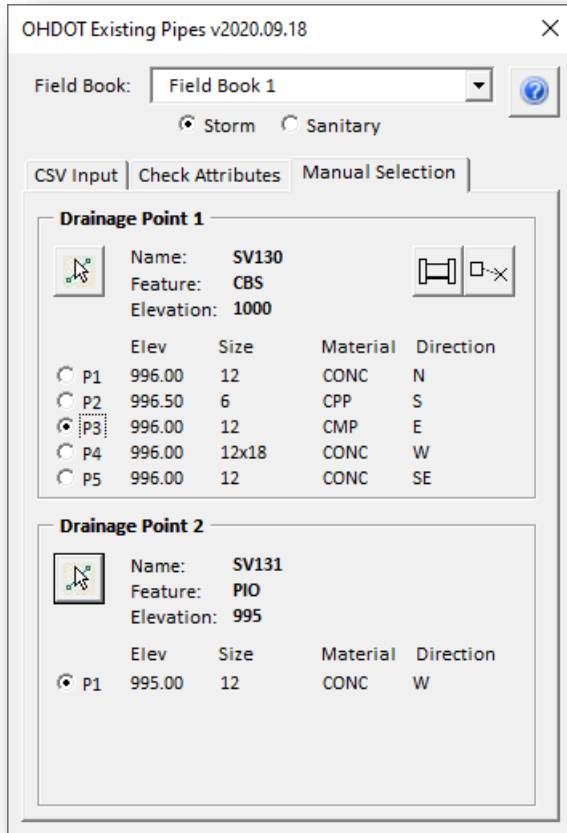 OHDOT Existing Pipes v2020.09.18
Field Book: Field Book 1
Storm Sanitary
CSV Input Check Attributes Manual Selection
Drainage Point 1
Name: SV130
Feature: CBS
Elevation: 1000
Elev Size Material Direction
P1 996.00 12 CONC N
P2 996.50 6 CPP S
P3 996.00 12 CMP E
P4 996.00 12x18 CONC W
P5 996.00 12 CONC SE
Drainage Point 2
Name: SV131
Feature: PIO
Elevation: 995
Elev Size Material Direction
P1 995.00 12 CONC W